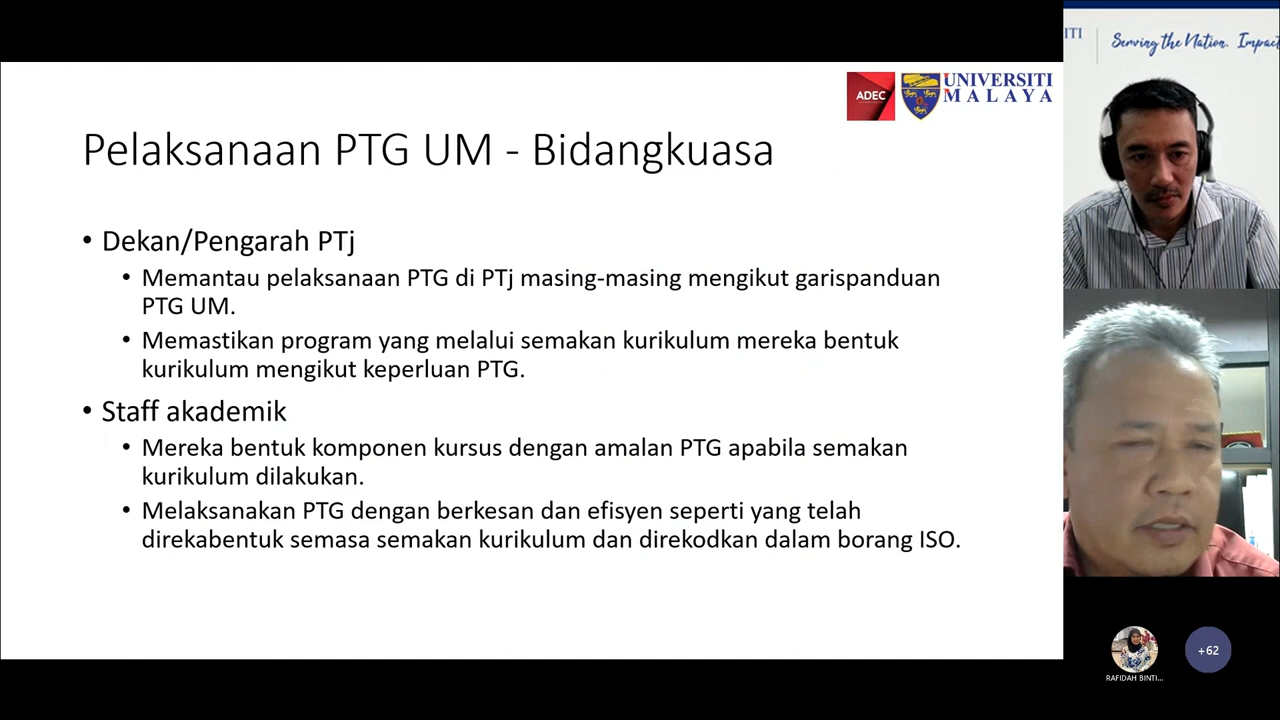 ADEC
UNIVERSITI
MALAYA
Pelaksanaan PTG UM - Bidangkuasa
• Dekan/Pengarah PTj
• Memantau pelaksanaan PTG di PTj masing-masing mengikut garispanduan
PTG UM.
• Memastikan program yang melalui semakan kurikulum mereka bentuk
kurikulum mengikut keperluan PTG.
• Staff akademik
• Mereka bentuk komponen kursus dengan amalan PTG apabila semakan
kurikulum dilakukan.
• Melaksanakan PTG dengan berkesan dan efisyen seperti yang telah
direkabentuk semasa semakan kurikulum dan direkodkan dalam borang ISO.
ITI
Serving the Nation. Impact
RAFIDAH BINTI...
+62